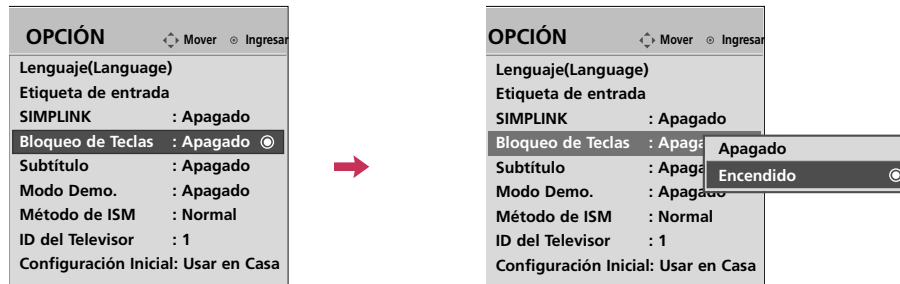 OPCIÓN Mover Ingresar
Lenguaje(Language)
Etiqueta de entrada
SIMPLINK : Apagado
Bloqueo de Teclas : Apagado
Subtítulo : Apagado
Modo Demo. : Apagado
Método de ISM : Normal
ID del Televisor : 1
Configuración Inicial: Usar en Casa
OPCIÓN Mover Ingresar
Lenguaje(Language)
Etiqueta de entrada
SIMPLINK : Apagado
Bloqueo de Teclas : Apaga
Subtítulo : Apaga
Modo Demo. : Apagado
Método de ISM : Normal
ID del Televisor : 1
Configuración Inicial: Usar en Casa
Apagado
Encendido